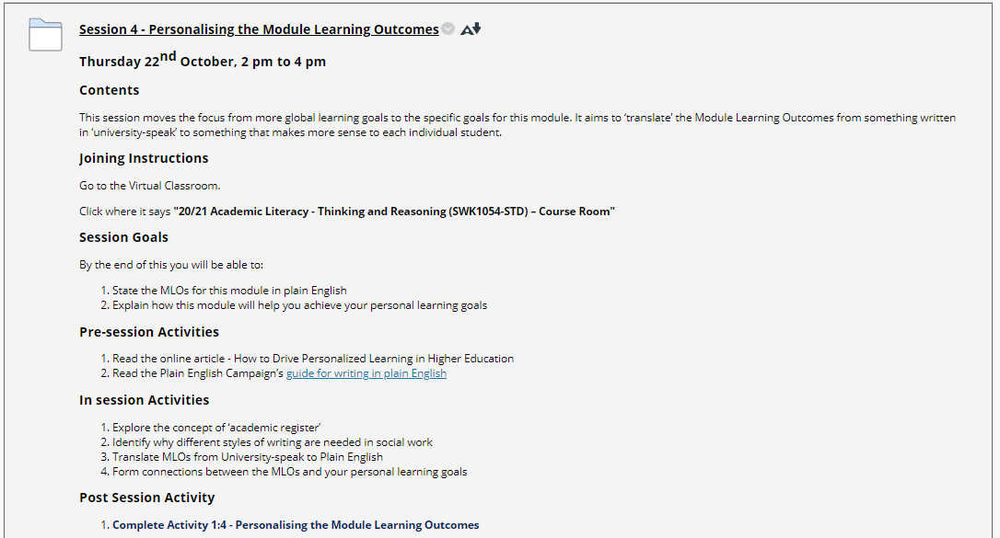 Session 4 - Personalising the Module Learning Outcomes
Thursday 22nd October, 2 pm to 4 pm
Contents
This session moves the focus from more global learning goals to the specific goals for this module. It aims to ‘translate’ the Module Learning Outcomes from something written
in ‘university-speak’ to something that makes more sense to each individual student.
Joining Instructions
Go to the Virtual Classroom.
Click where it says "20/21 Academic Literacy - Thinking and Reasoning (SWK1054-STD) – Course Room"
Session Goals
By the end of this you will be able to:
1. State the MLOs for this module in plain English
2. Explain how this module will help you achieve your personal learning goals
Pre-session Activities
1. Read the online article - How to Drive Personalized Learning in Higher Education
2. Read the Plain English Campaign’s guide for writing in plain English
In session Activities
1. Explore the concept of ‘academic register’
2. Identify why different styles of writing are needed in social work
3. Translate MLOs from University-speak to Plain English
4. Form connections between the MLOs and your personal learning goals
Post Session Activity
1. Complete Activity 1:4 - Personalising the Module Learning Outcomes